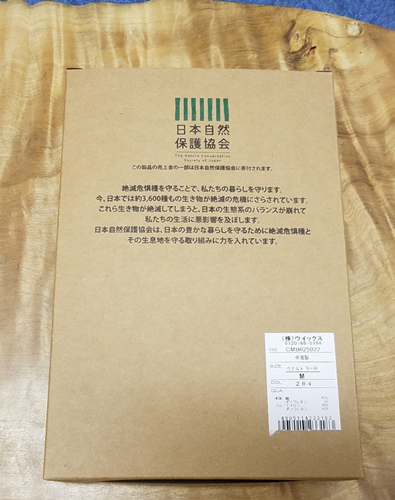 日本自然
保護協会
The Nature Conservation
Society of Japan
この製品の売上金の一部は日本自然保護協会に寄付されます。
絶滅危惧種を守ることで、私たちの暮らしを守ります。
今、日本では約3,600種もの生き物が絶滅の危機にさらされています。
これら生き物が絶滅してしまうと、日本の生態系のバランスが崩れて
私たちの生活に悪影響を及ぼします。
日本自然保護協会は、日本の豊かな暮らしを守るために絶滅危惧種と
その生息地を守る取り組みに力を入れています。
(株)ウイックス
NO.
中国製
SIZE
M
COL.
264